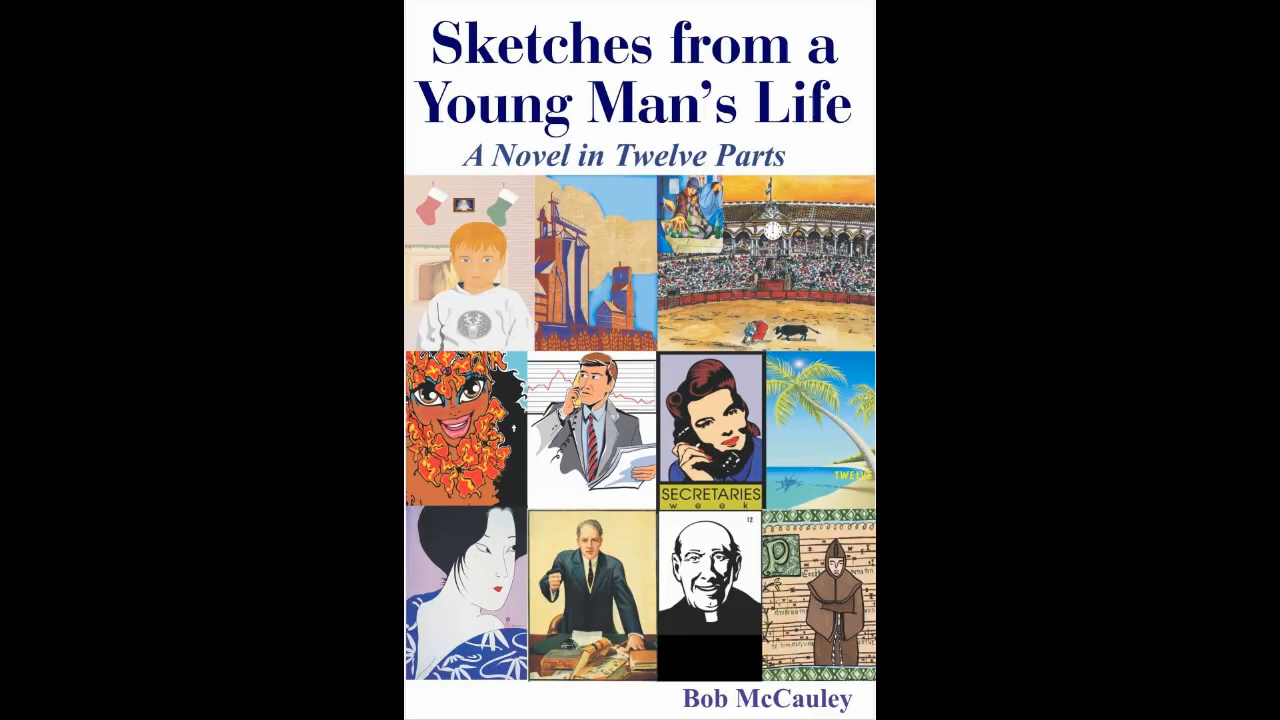 Sketches from a
Young Man's Life
A Novel in Twelve Parts
TWELVE
SECRETARIES
week
12
P
Bob McCauley